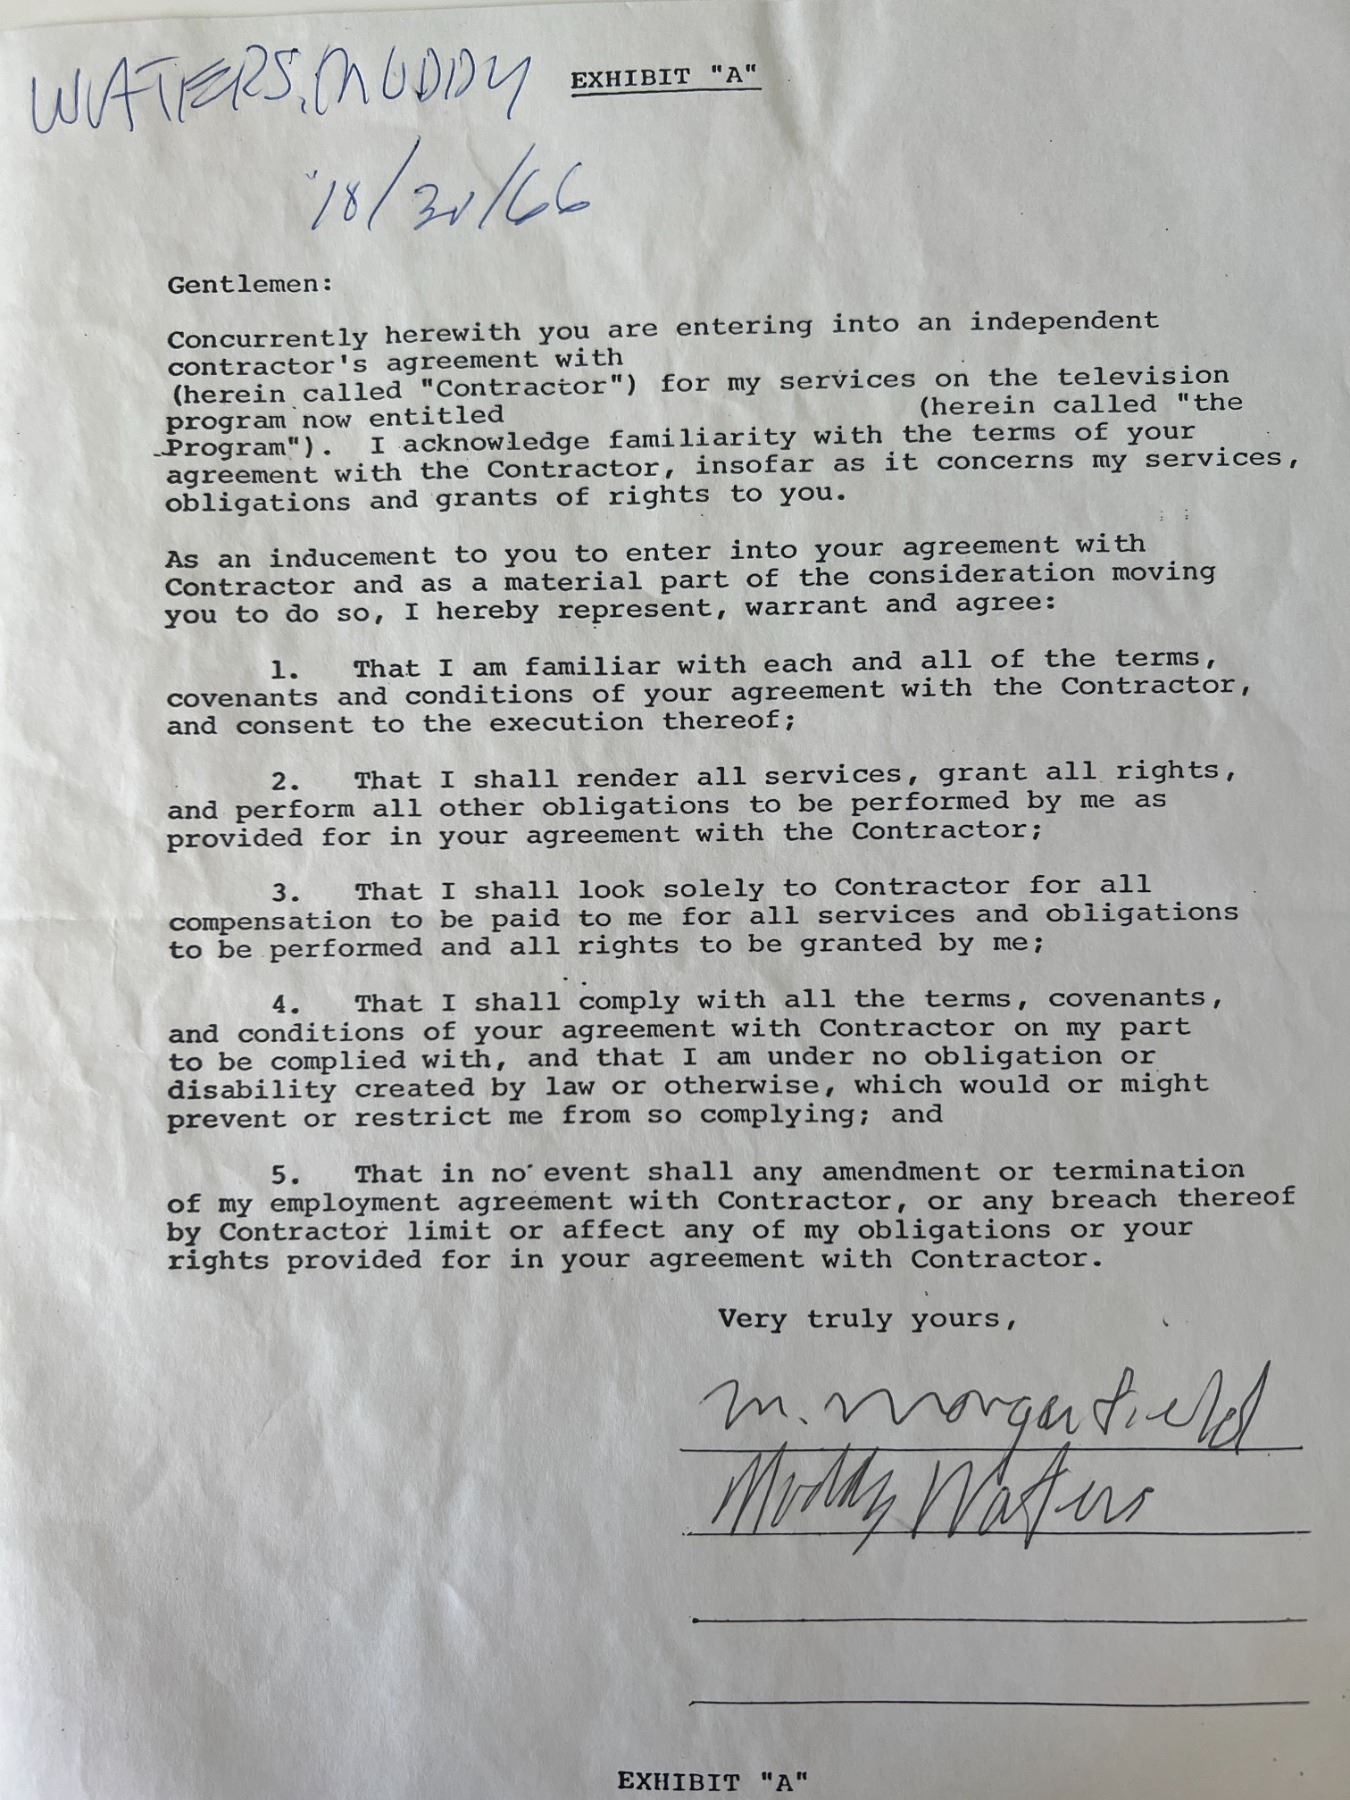 WATERS, MUDDY EXHIBIT "A"
Gentlemen:
Concurrently herewith you are entering into an independent
contractor's agreement with
(herein called "Contractor") for my services on the television
program now entitled (herein called "the
Program"). I acknowledge familiarity with the terms of your
agreement with the Contractor, insofar as it concerns my services,
obligations and grants of rights to you.
As an inducement to you to enter into your agreement with
Contractor and as a material part of the consideration moving
you to do so, I hereby represent, warrant and agree:
1. That I am familiar with each and all of the terms,
covenants and conditions of your agreement with the Contractor,
and consent to the execution thereof;
2. That I shall render all services, grant all rights,
and perform all other obligations to be performed by me as
provided for in your agreement with the Contractor;
3. That I shall look solely to Contractor for all
compensation to be paid to me for all services and obligations
to be performed and all rights to be granted by me;
4. That I shall comply with all the terms, covenants,
and conditions of your agreement with Contractor on my part
to be complied with, and that I am under no obligation or
disability created by law or otherwise, which would or might
prevent or restrict me from so complying; and
5. That in no event shall any amendment or termination
of my employment agreement with Contractor, or any breach thereof
by Contractor limit or affect any of my obligations or your
rights provided for in your agreement with Contractor.
Very truly yours,
M. Morganfield
Muddy Waters
EXHIBIT "A"